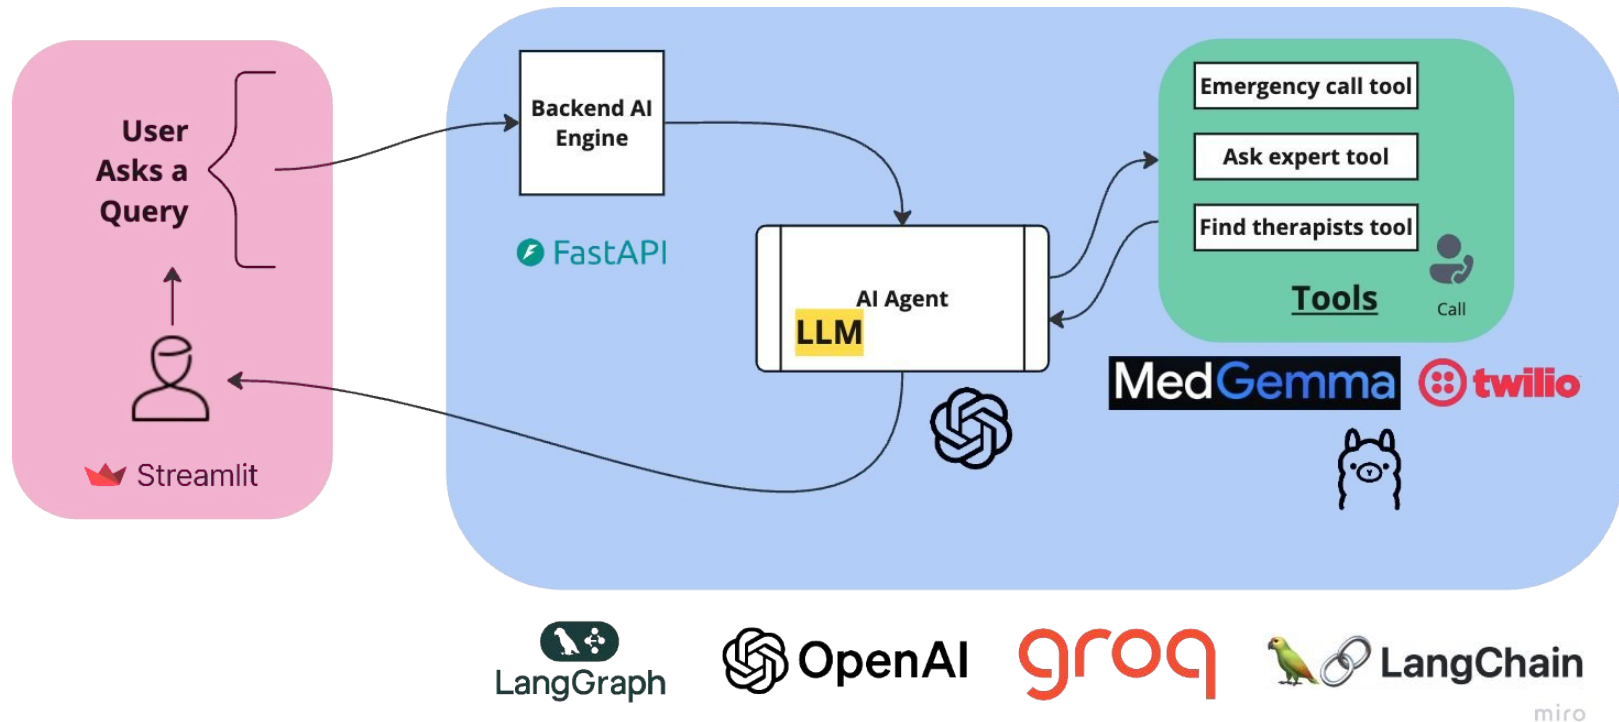 User
Asks a
Query
Streamlit
Backend AI
Engine
FastAPI
AI Agent
LLM
Emergency call tool
Ask expert tool
Find therapists tool
Tools
Call
MedGemma
twilio
LangGraph
OpenAI
groq
LangChain
miro